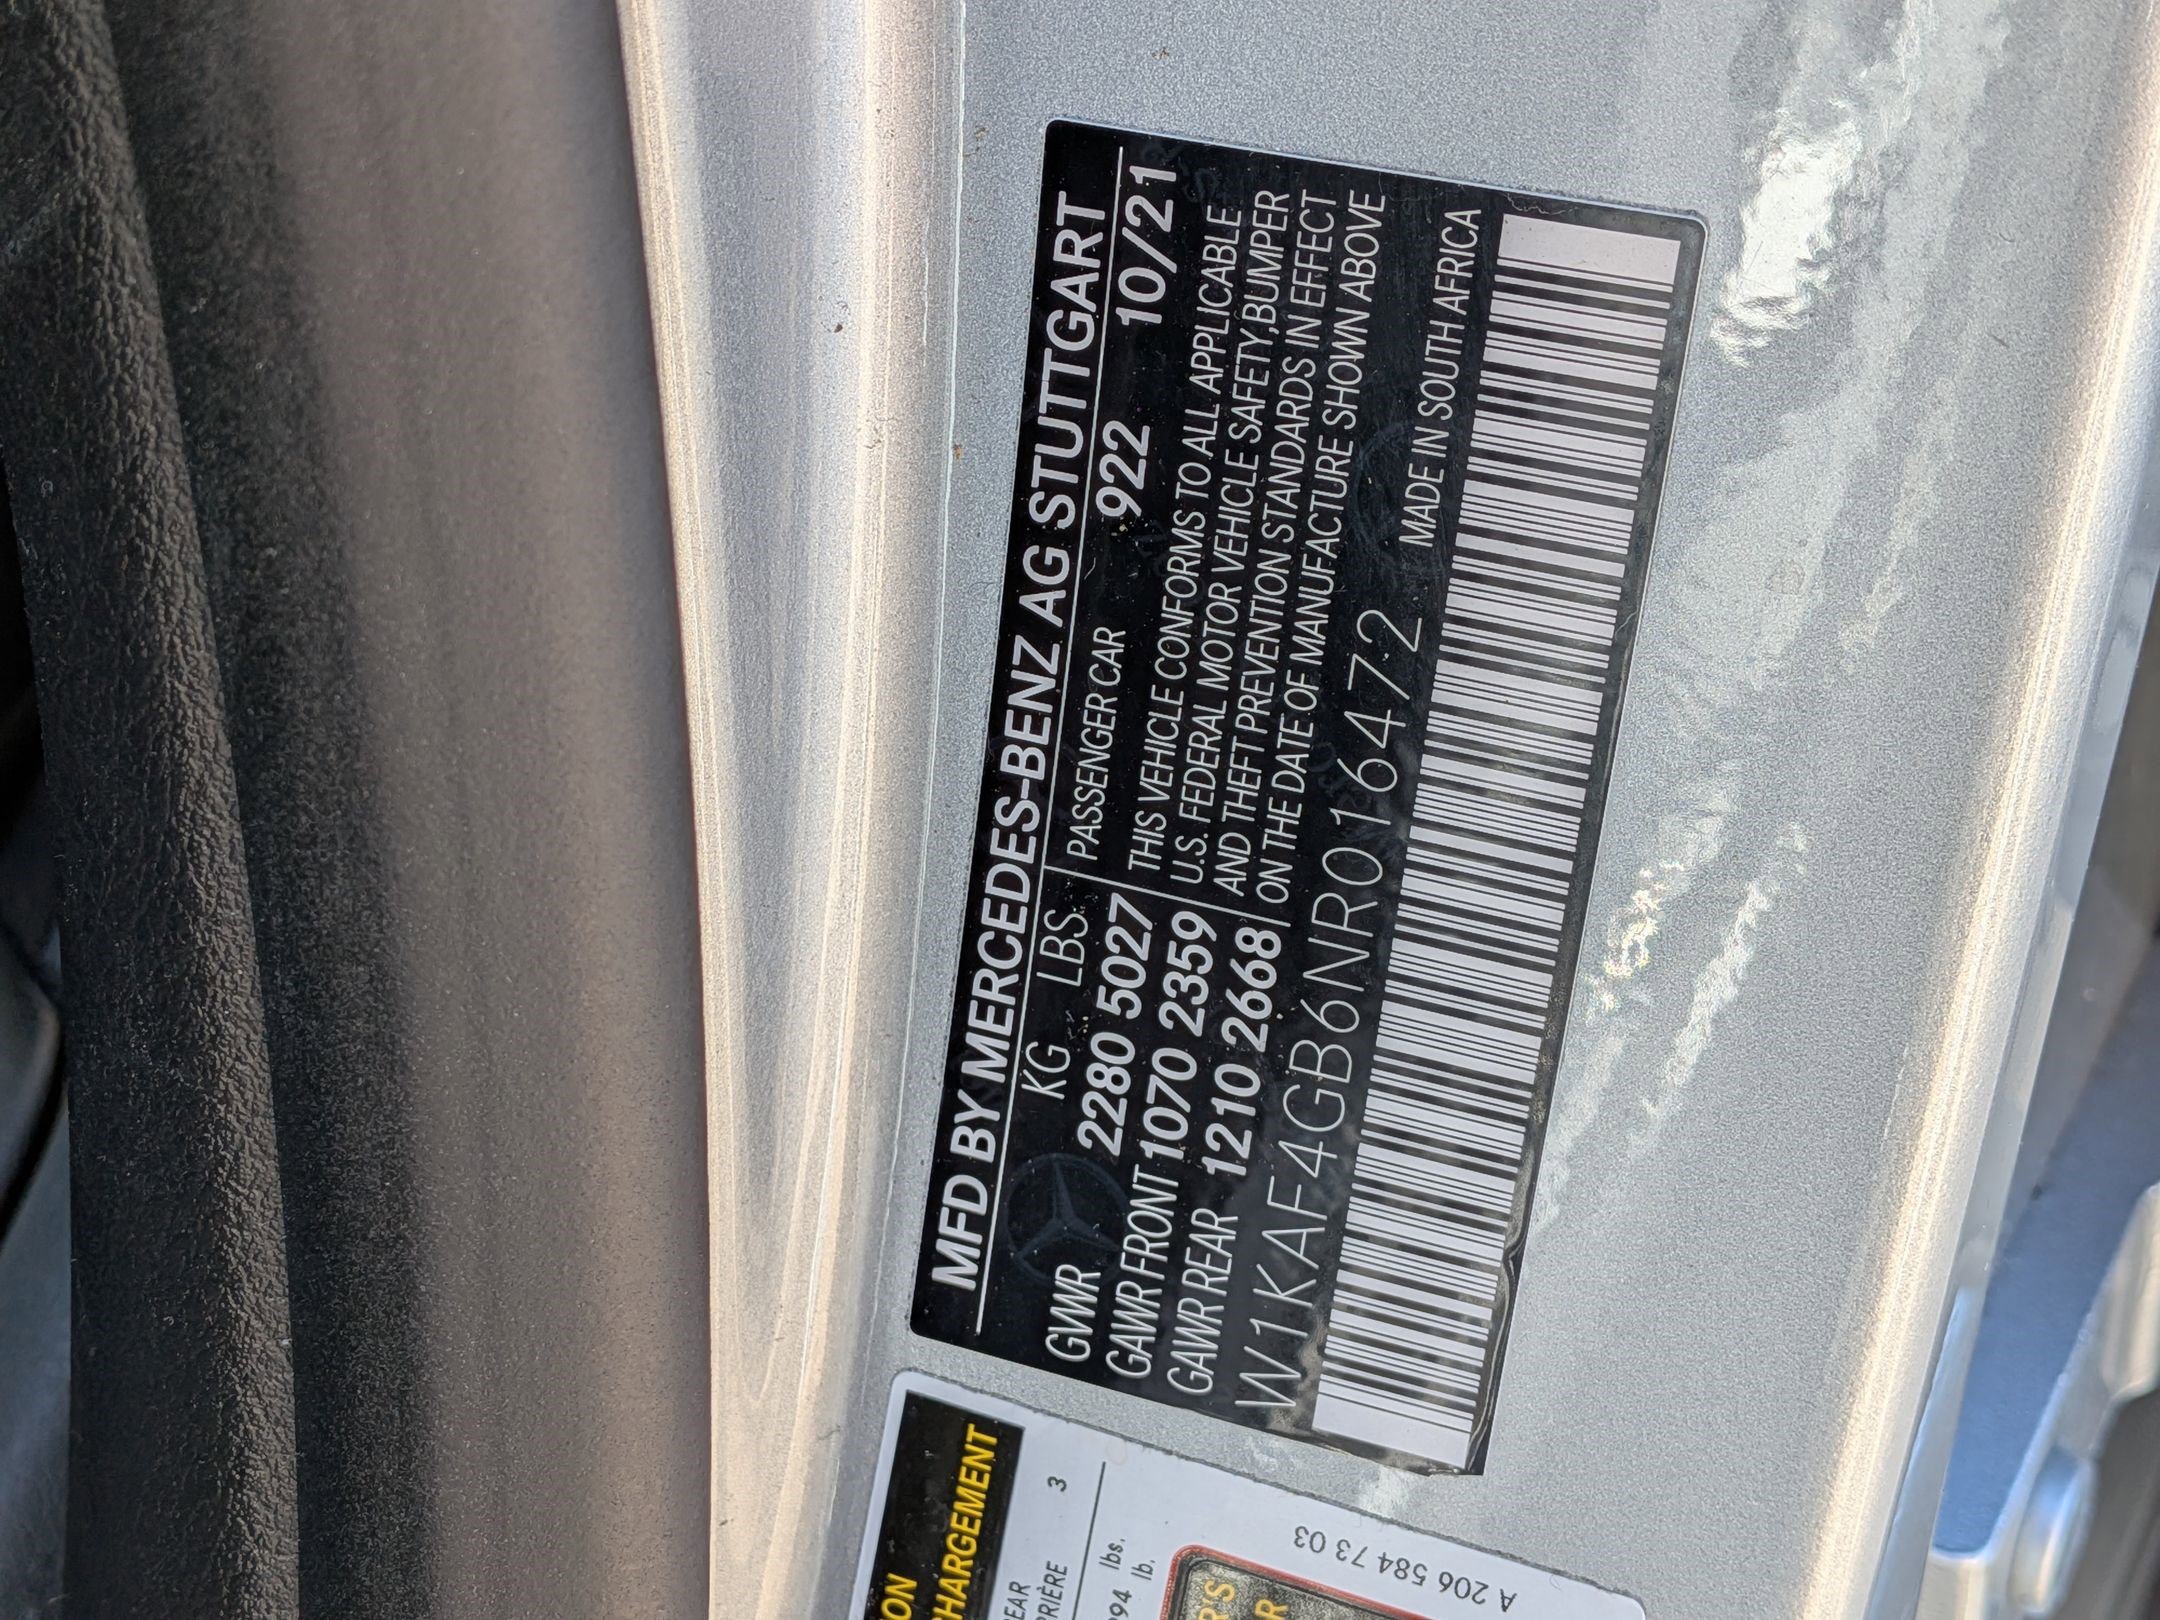 MFD BY MERCEDES-BENZ AG STUTTGART
KG LBS. PASSENGER CAR 922 10/21
GVWR 2280 5027
GAWR FRONT 1070 2359
GAWR REAR 1210 2668
THIS VEHICLE CONFORMS TO ALL APPLICABLE
U.S. FEDERAL MOTOR VEHICLE SAFETY,BUMPER
AND THEFT PREVENTION STANDARDS IN EFFECT
ON THE DATE OF MANUFACTURE SHOWN ABOVE
W1KAF4GB6NR016472 MADE IN SOUTH AFRICA
A 206 584 73 03
3
lbs.
lb.